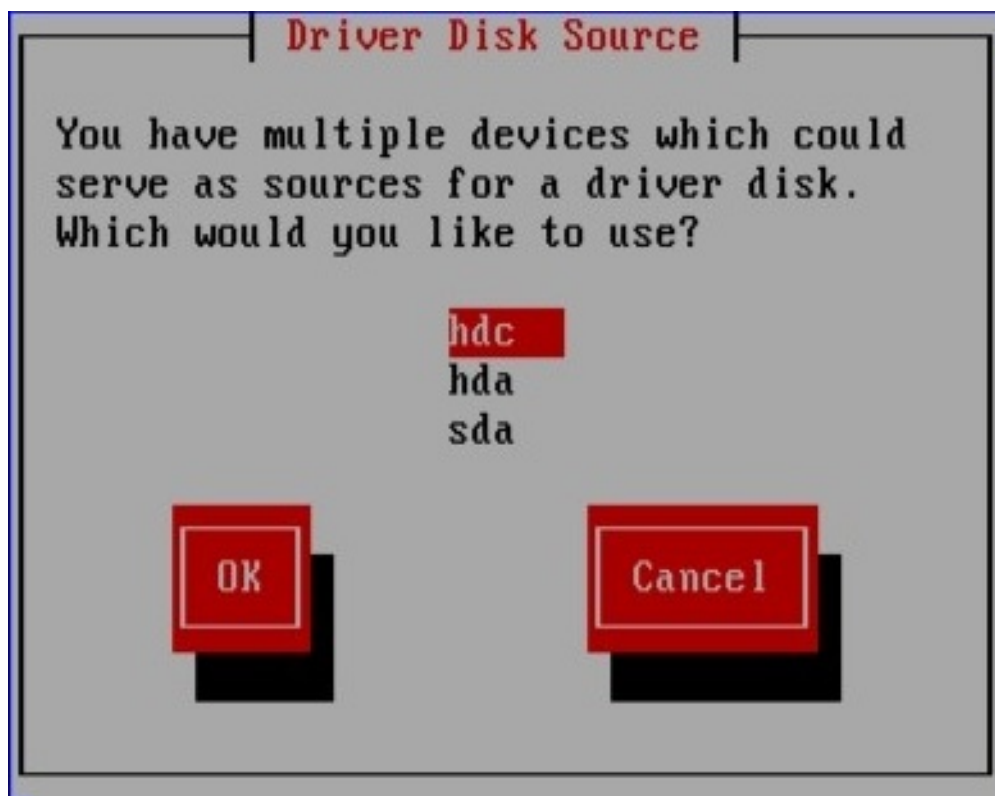 Driver Disk Source
You have multiple devices which could
serve as sources for a driver disk.
Which would you like to use?
hdc
hda
sda
OK
Cancel